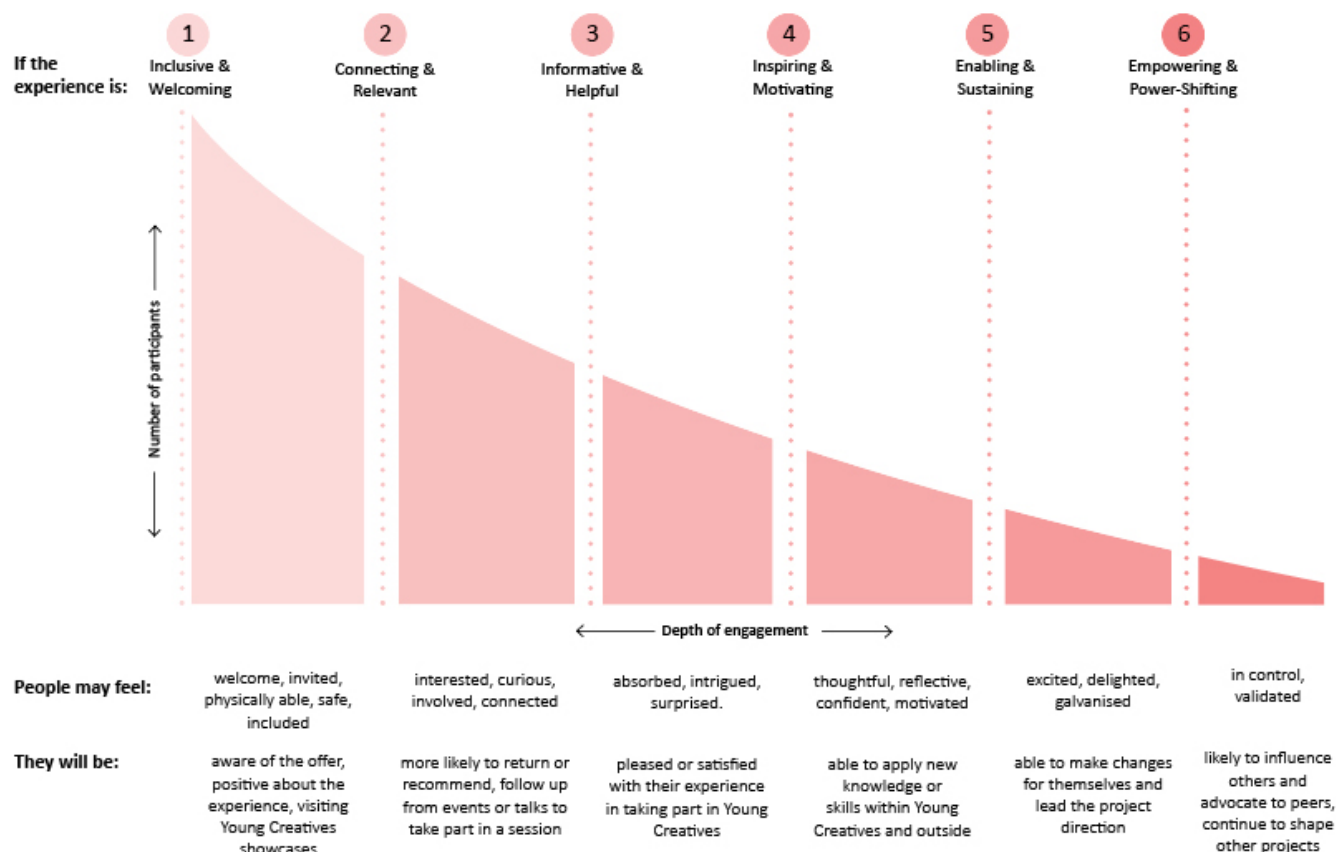 1
2
3
4
5
6
If the
experience is:
Inclusive &
Welcoming
Connecting &
Relevant
Informative &
Helpful
Inspiring &
Motivating
Enabling &
Sustaining
Empowering &
Power-Shifting
Number of participants
Depth of engagement
People may feel:
welcome, invited,
physically able, safe,
included
interested, curious,
involved, connected
absorbed, intrigued,
surprised.
thoughtful, reflective,
confident, motivated
excited, delighted,
galvanised
in control,
validated
They will be:
aware of the offer,
positive about the
experience, visiting
Young Creatives
showcases
more likely to return or
recommend, follow up
from events or talks to
take part in a session
pleased or satisfied
with their experience
in taking part in Young
Creatives
able to apply new
knowledge or
skills within Young
Creatives and outside
able to make changes
for themselves and
lead the project
direction
likely to influence
others and
advocate to peers,
continue to shape
other projects